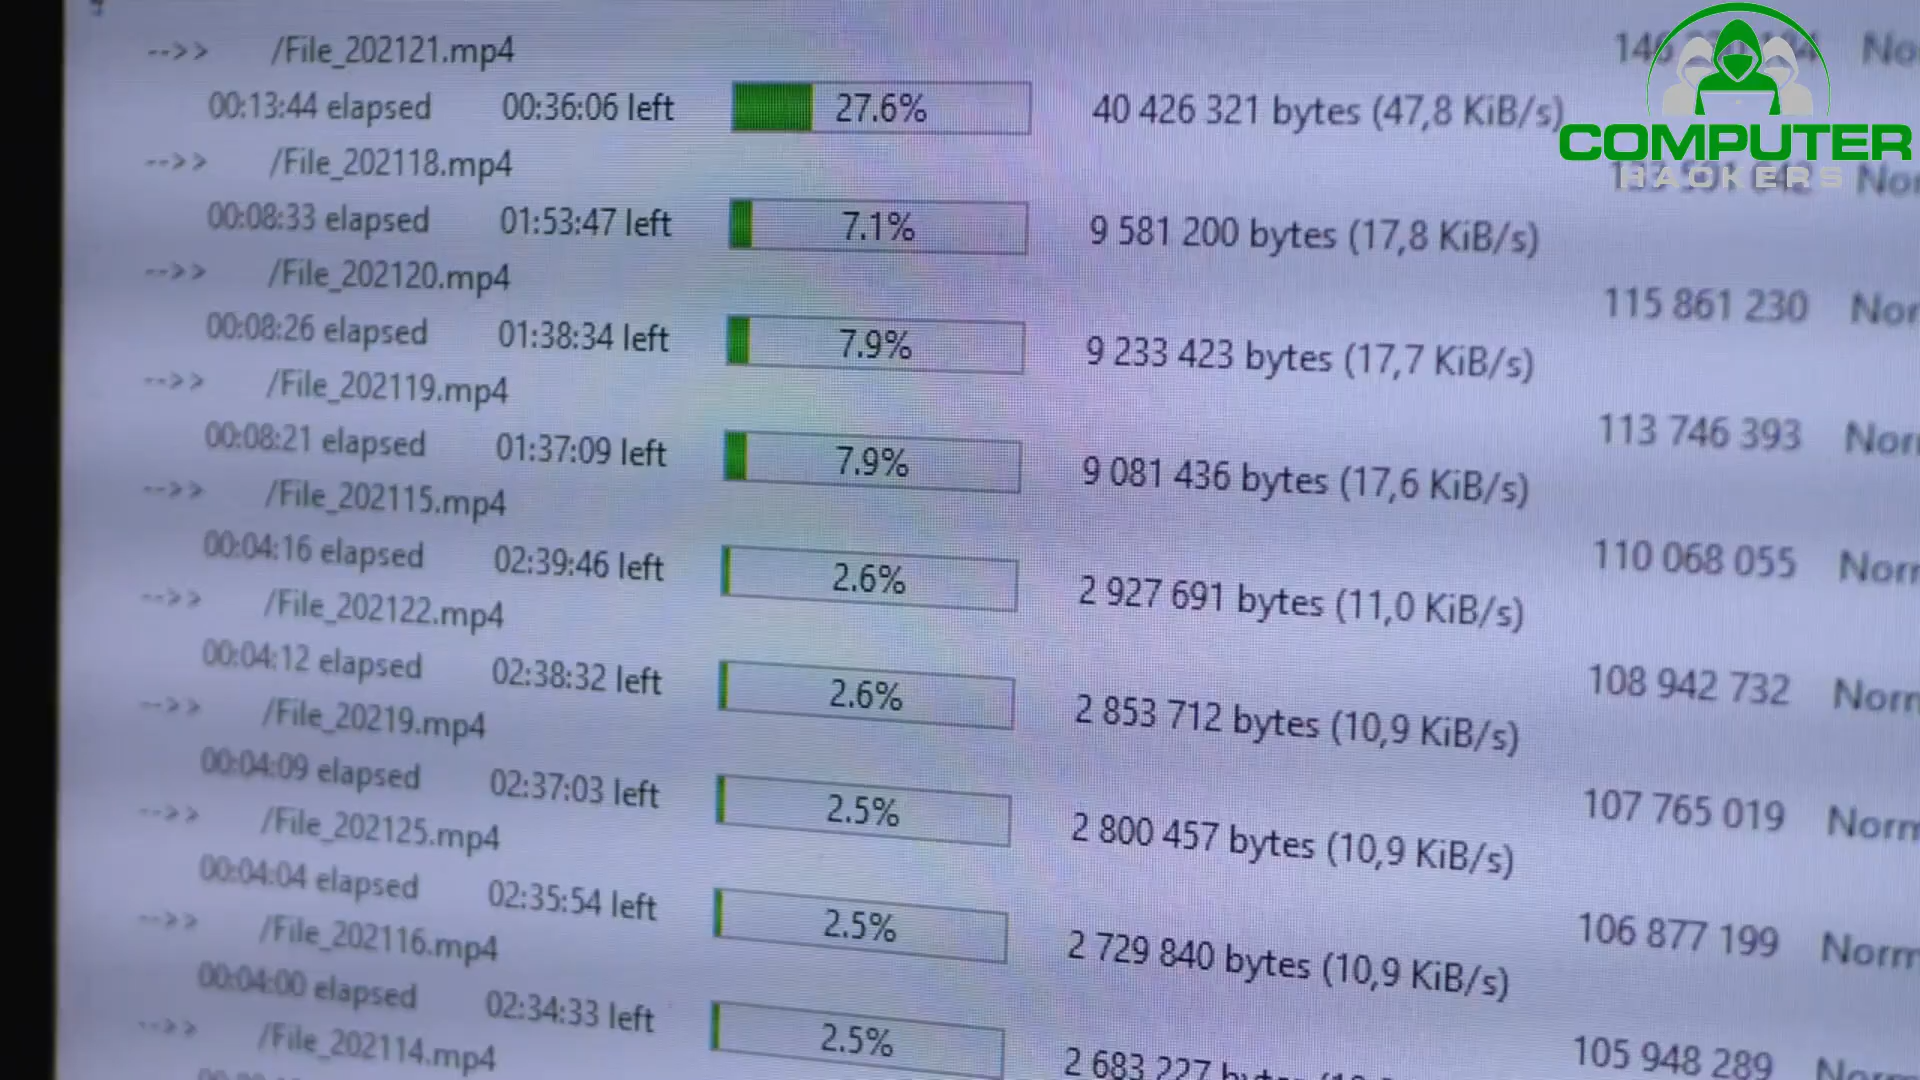 -->> /File_202121.mp4
00:13:44 elapsed 00:36:06 left 27.6% 40 426 321 bytes (47,8 KiB/s)
COMPUTER
HACKERS
-->> /File_202118.mp4
00:08:33 elapsed 01:53:47 left 7.1% 9 581 200 bytes (17,8 KiB/s)
-->> /File_202120.mp4 115 861 230
00:08:26 elapsed 01:38:34 left 7.9% 9 233 423 bytes (17,7 KiB/s)
-->> /File_202119.mp4 113 746 393
00:08:21 elapsed 01:37:09 left 7.9% 9 081 436 bytes (17,6 KiB/s)
-->> /File_202115.mp4 110 068 055
00:04:16 elapsed 02:39:46 left 2.6% 2 927 691 bytes (11,0 KiB/s)
-->> /File_202122.mp4 108 942 732 Norm
00:04:12 elapsed 02:38:32 left 2.6% 2 853 712 bytes (10,9 KiB/s)
-->> /File_20219.mp4 107 765 019 Norm
00:04:09 elapsed 02:37:03 left 2.5% 2 800 457 bytes (10,9 KiB/s)
-->> /File_202125.mp4 106 877 199 Norm
00:04:04 elapsed 02:35:54 left 2.5% 2 729 840 bytes (10,9 KiB/s)
-->> /File_202116.mp4 105 948 289
00:04:00 elapsed 02:34:33 left 2.5% 2 683 227
-->> /File_202114.mp4